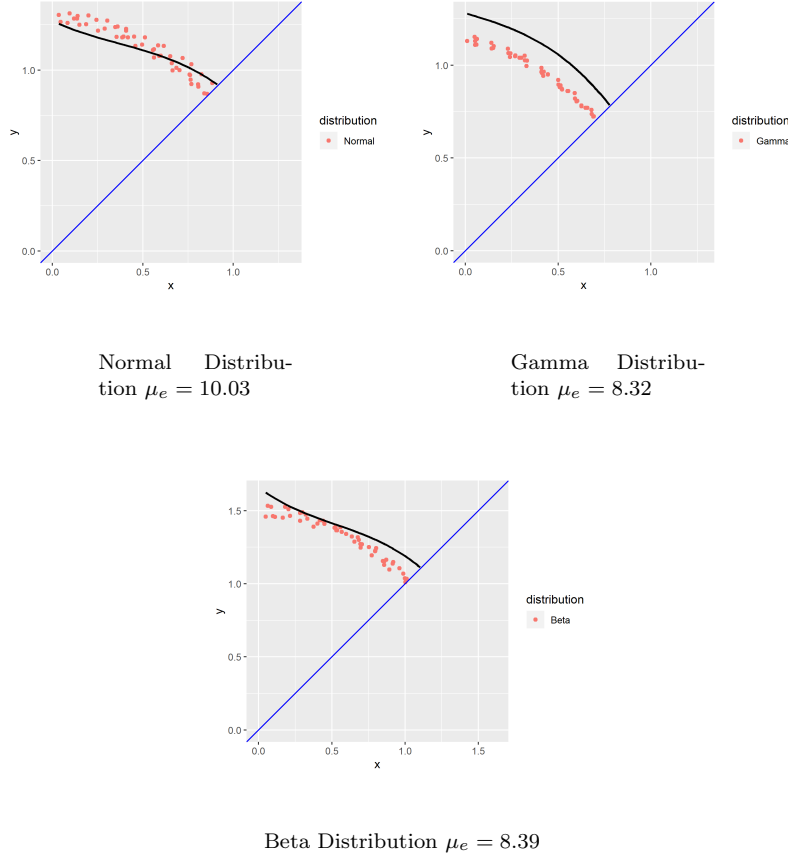 y
1.0
0.5
0.0
0.0 0.5 1.0
x
distribution
Normal
Normal Distribu-
tion μₑ = 10.03
y
1.0
0.5
0.0
0.0 0.5 1.0
x
distribution
Gamma
Gamma Distribu-
tion μₑ = 8.32
y
1.5
1.0
0.5
0.0
0.0 0.5 1.0 1.5
x
distribution
Beta
Beta Distribution μₑ = 8.39